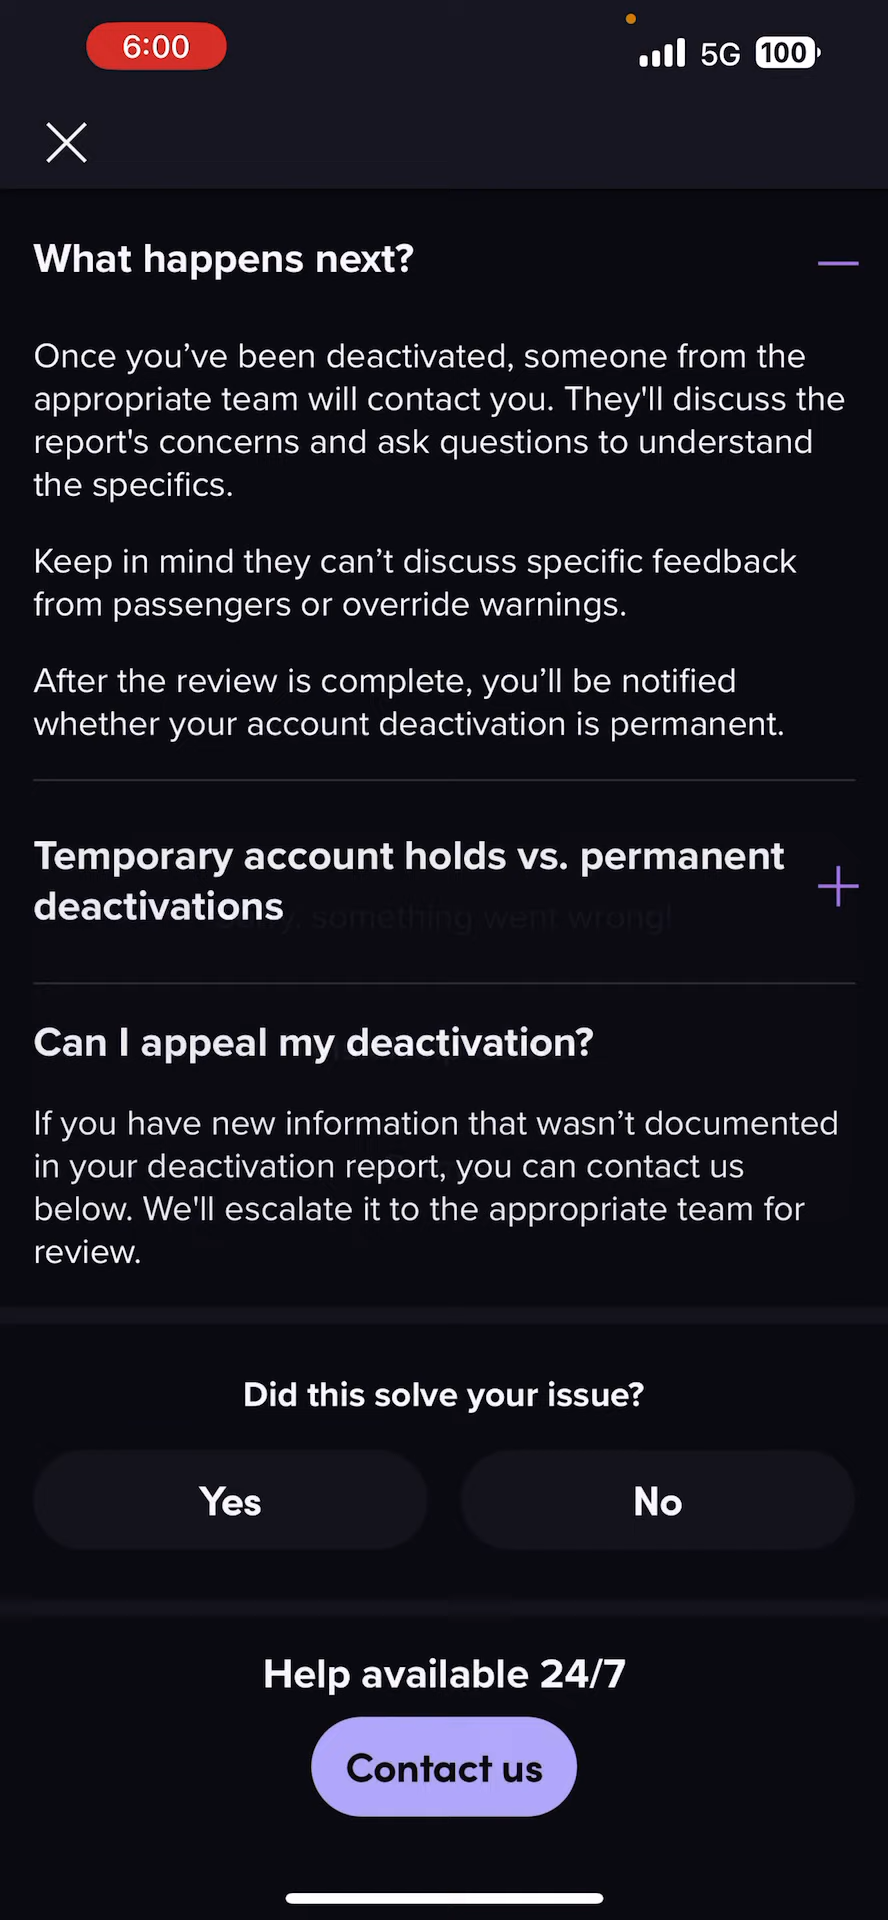 6:00
5G
100
What happens next?
Once you’ve been deactivated, someone from the
appropriate team will contact you. They'll discuss the
report's concerns and ask questions to understand
the specifics.
Keep in mind they can’t discuss specific feedback
from passengers or override warnings.
After the review is complete, you’ll be notified
whether your account deactivation is permanent.
Temporary account holds vs. permanent
deactivations
something went wrong!
Can I appeal my deactivation?
If you have new information that wasn’t documented
in your deactivation report, you can contact us
below. We'll escalate it to the appropriate team for
review.
Did this solve your issue?
Yes
No
Help available 24/7
Contact us